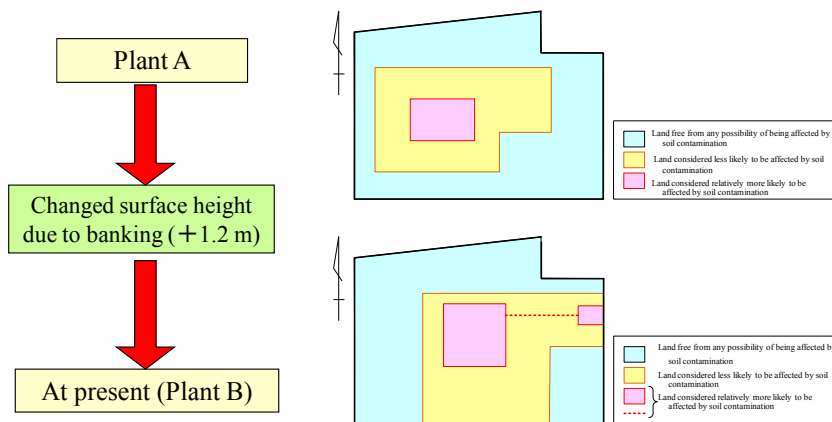 Plant A
Changed surface height
due to banking (＋1.2 m)
At present (Plant B)
Land free from any possibility of being affected by
soil contamination
Land considered less likely to be affected by soil
contamination
Land considered relatively more likely to be
affected by soil contamination
Land free from any possibility of being affected by
soil contamination
Land considered less likely to be affected by soil
contamination
Land considered relatively more likely to be
affected by soil contamination